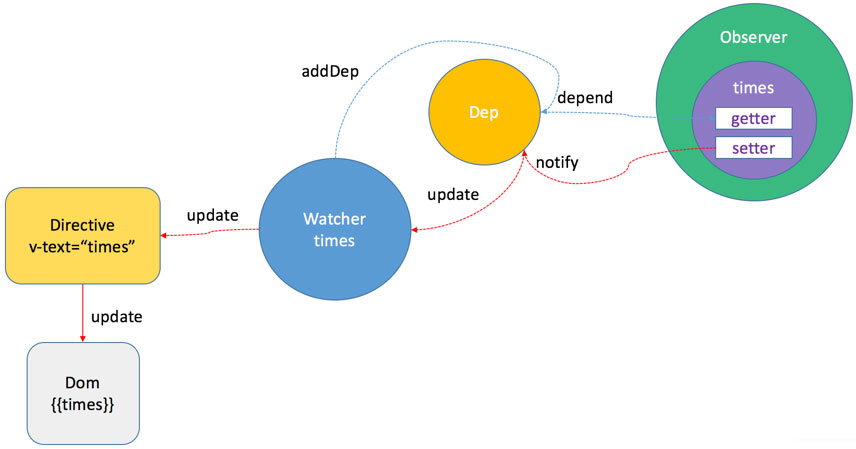 Observer
addDep
times
depend
Dep
getter
setter
notify
update
Watcher
times
update
Directive
v-text=“times”
update
Dom
{{times}}